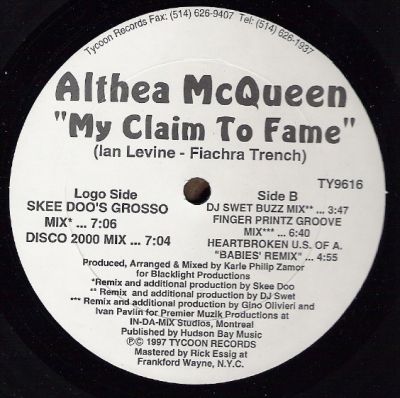 Tycoon Records Fax: (514) 626-9407 Tel: (514) 626-1937
Althea McQueen
"My Claim To Fame"
(Ian Levine - Fiachra Trench)
TY9616
Logo Side
SKEE DOO'S GROSSO
MIX* ... 7:06
DISCO 2000 MIX ... 7:04
Side B
DJ SWET BUZZ MIX** ... 3:47
FINGER PRINTZ GROOVE
MIX*** ... 6:40
HEARTBROKEN U.S. OF A.
"BABIES' REMIX" ... 4:55
Produced, Arranged & Mixed by Karle Philip Zamor
for Blacklight Productions
*Remix and additional production by Skee Doo
** Remix and additional production by DJ Swet
*** Remix and additional production by Gino Olivieri and
Ivan Pavlin for Premier Muzik Productions at
IN-DA-MIX Studios, Montreal
Published by Hudson Bay Music
Ⓟ © 1997 TYCOON RECORDS
Mastered by Rick Essig at
Frankford Wayne, N.Y.C.